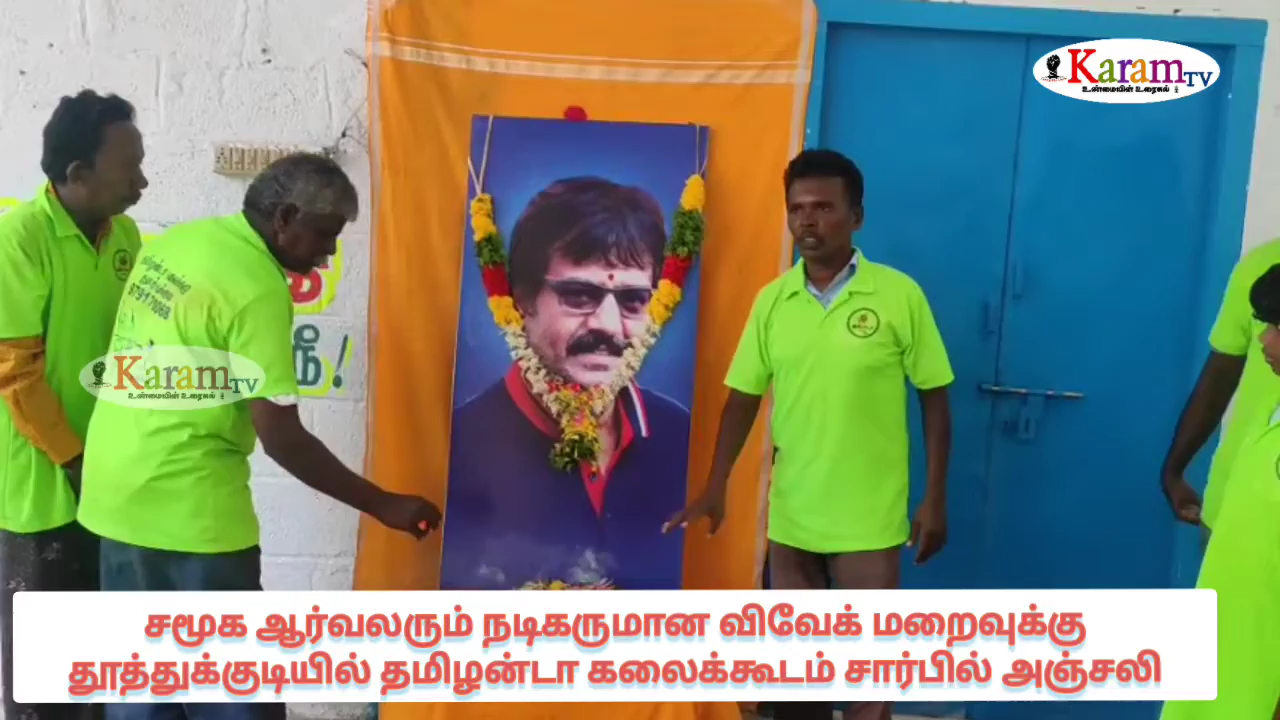 Karam TV
உண்மையின் உரைகல்
Karam TV
உண்மையின் உரைகல்
நீ!
சமூக ஆர்வலரும் நடிகருமான விவேக் மறைவுக்கு
தூத்துக்குடியில் தமிழன்டா கலைக்கூடம் சார்பில் அஞ்சலி